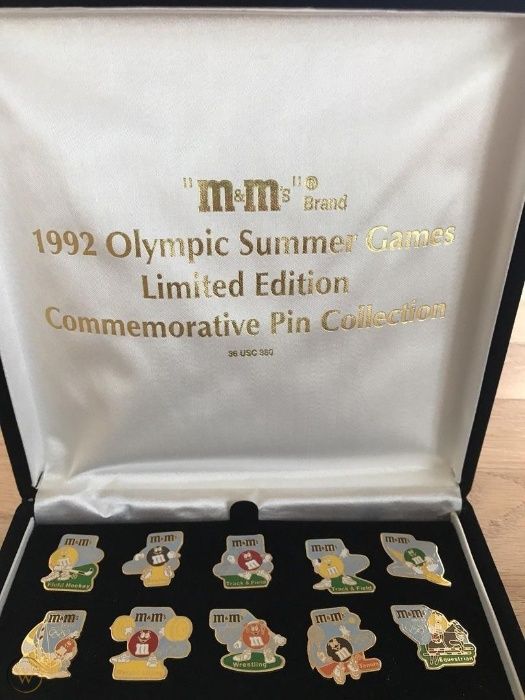 "m&m's"® Brand
1992 Olympic Summer Games
Limited Edition
Commemorative Pin Collection
36 USC 380
m&m's
Field Hockey
m&m's
m&m's
Track & Field
m&m's
Track & Field
m&m's
m&m's
m&m's
m&m's
Wrestling
m&m's
Tennis
m&m's
Equestrian